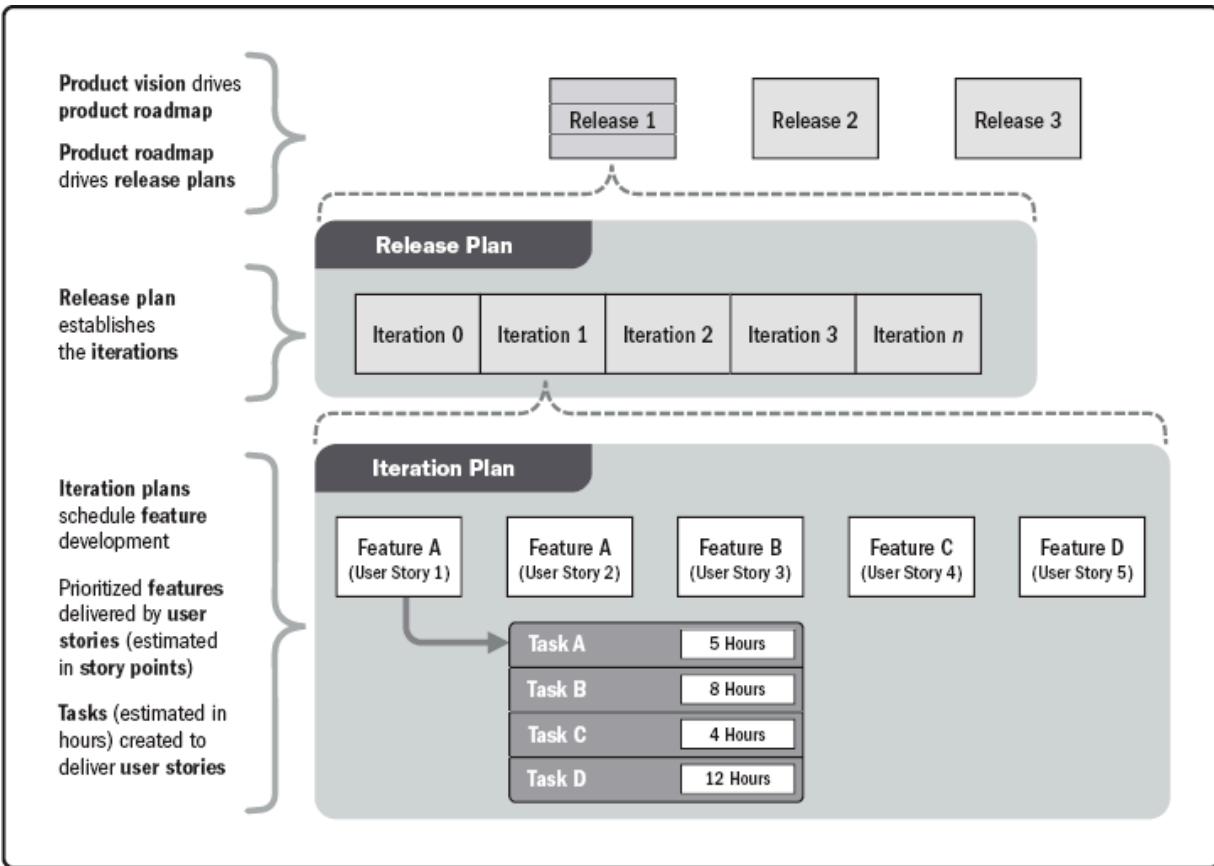 Product vision drives
product roadmap
Product roadmap
drives release plans
Release 1
Release 2
Release 3
Release Plan
Release plan
establishes
the iterations
Iteration 0
Iteration 1
Iteration 2
Iteration 3
Iteration n
Iteration Plan
Iteration plans
schedule feature
development
Prioritized features
delivered by user
stories (estimated
in story points)
Tasks (estimated in
hours) created to
deliver user stories
Feature A
(User Story 1)
Feature A
(User Story 2)
Feature B
(User Story 3)
Feature C
(User Story 4)
Feature D
(User Story 5)
Task A 5 Hours
Task B 8 Hours
Task C 4 Hours
Task D 12 Hours